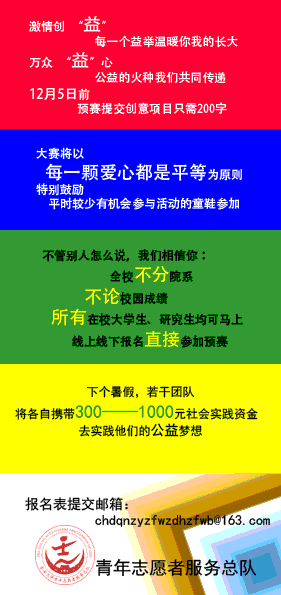 激情创 “益”
每一个益举温暖你我的长大
万众 “益”心
公益的火种我们共同传递
12月5日前
预赛提交创意项目只需200字
大赛将以
每一颗爱心都是平等为原则
特别鼓励
平时较少有机会参与活动的童鞋参加
不管别人怎么说，我们相信你：
全校不分院系
不论校园成绩
所有在校大学生、研究生均可马上
线上线下报名直接参加预赛
下个暑假，若干团队
将各自携带300——1000元社会实践资金
去实践他们的公益梦想
报名表提交邮箱：
chdqnzyzfwzdhzfwb@163.com
青年志愿者服务总队